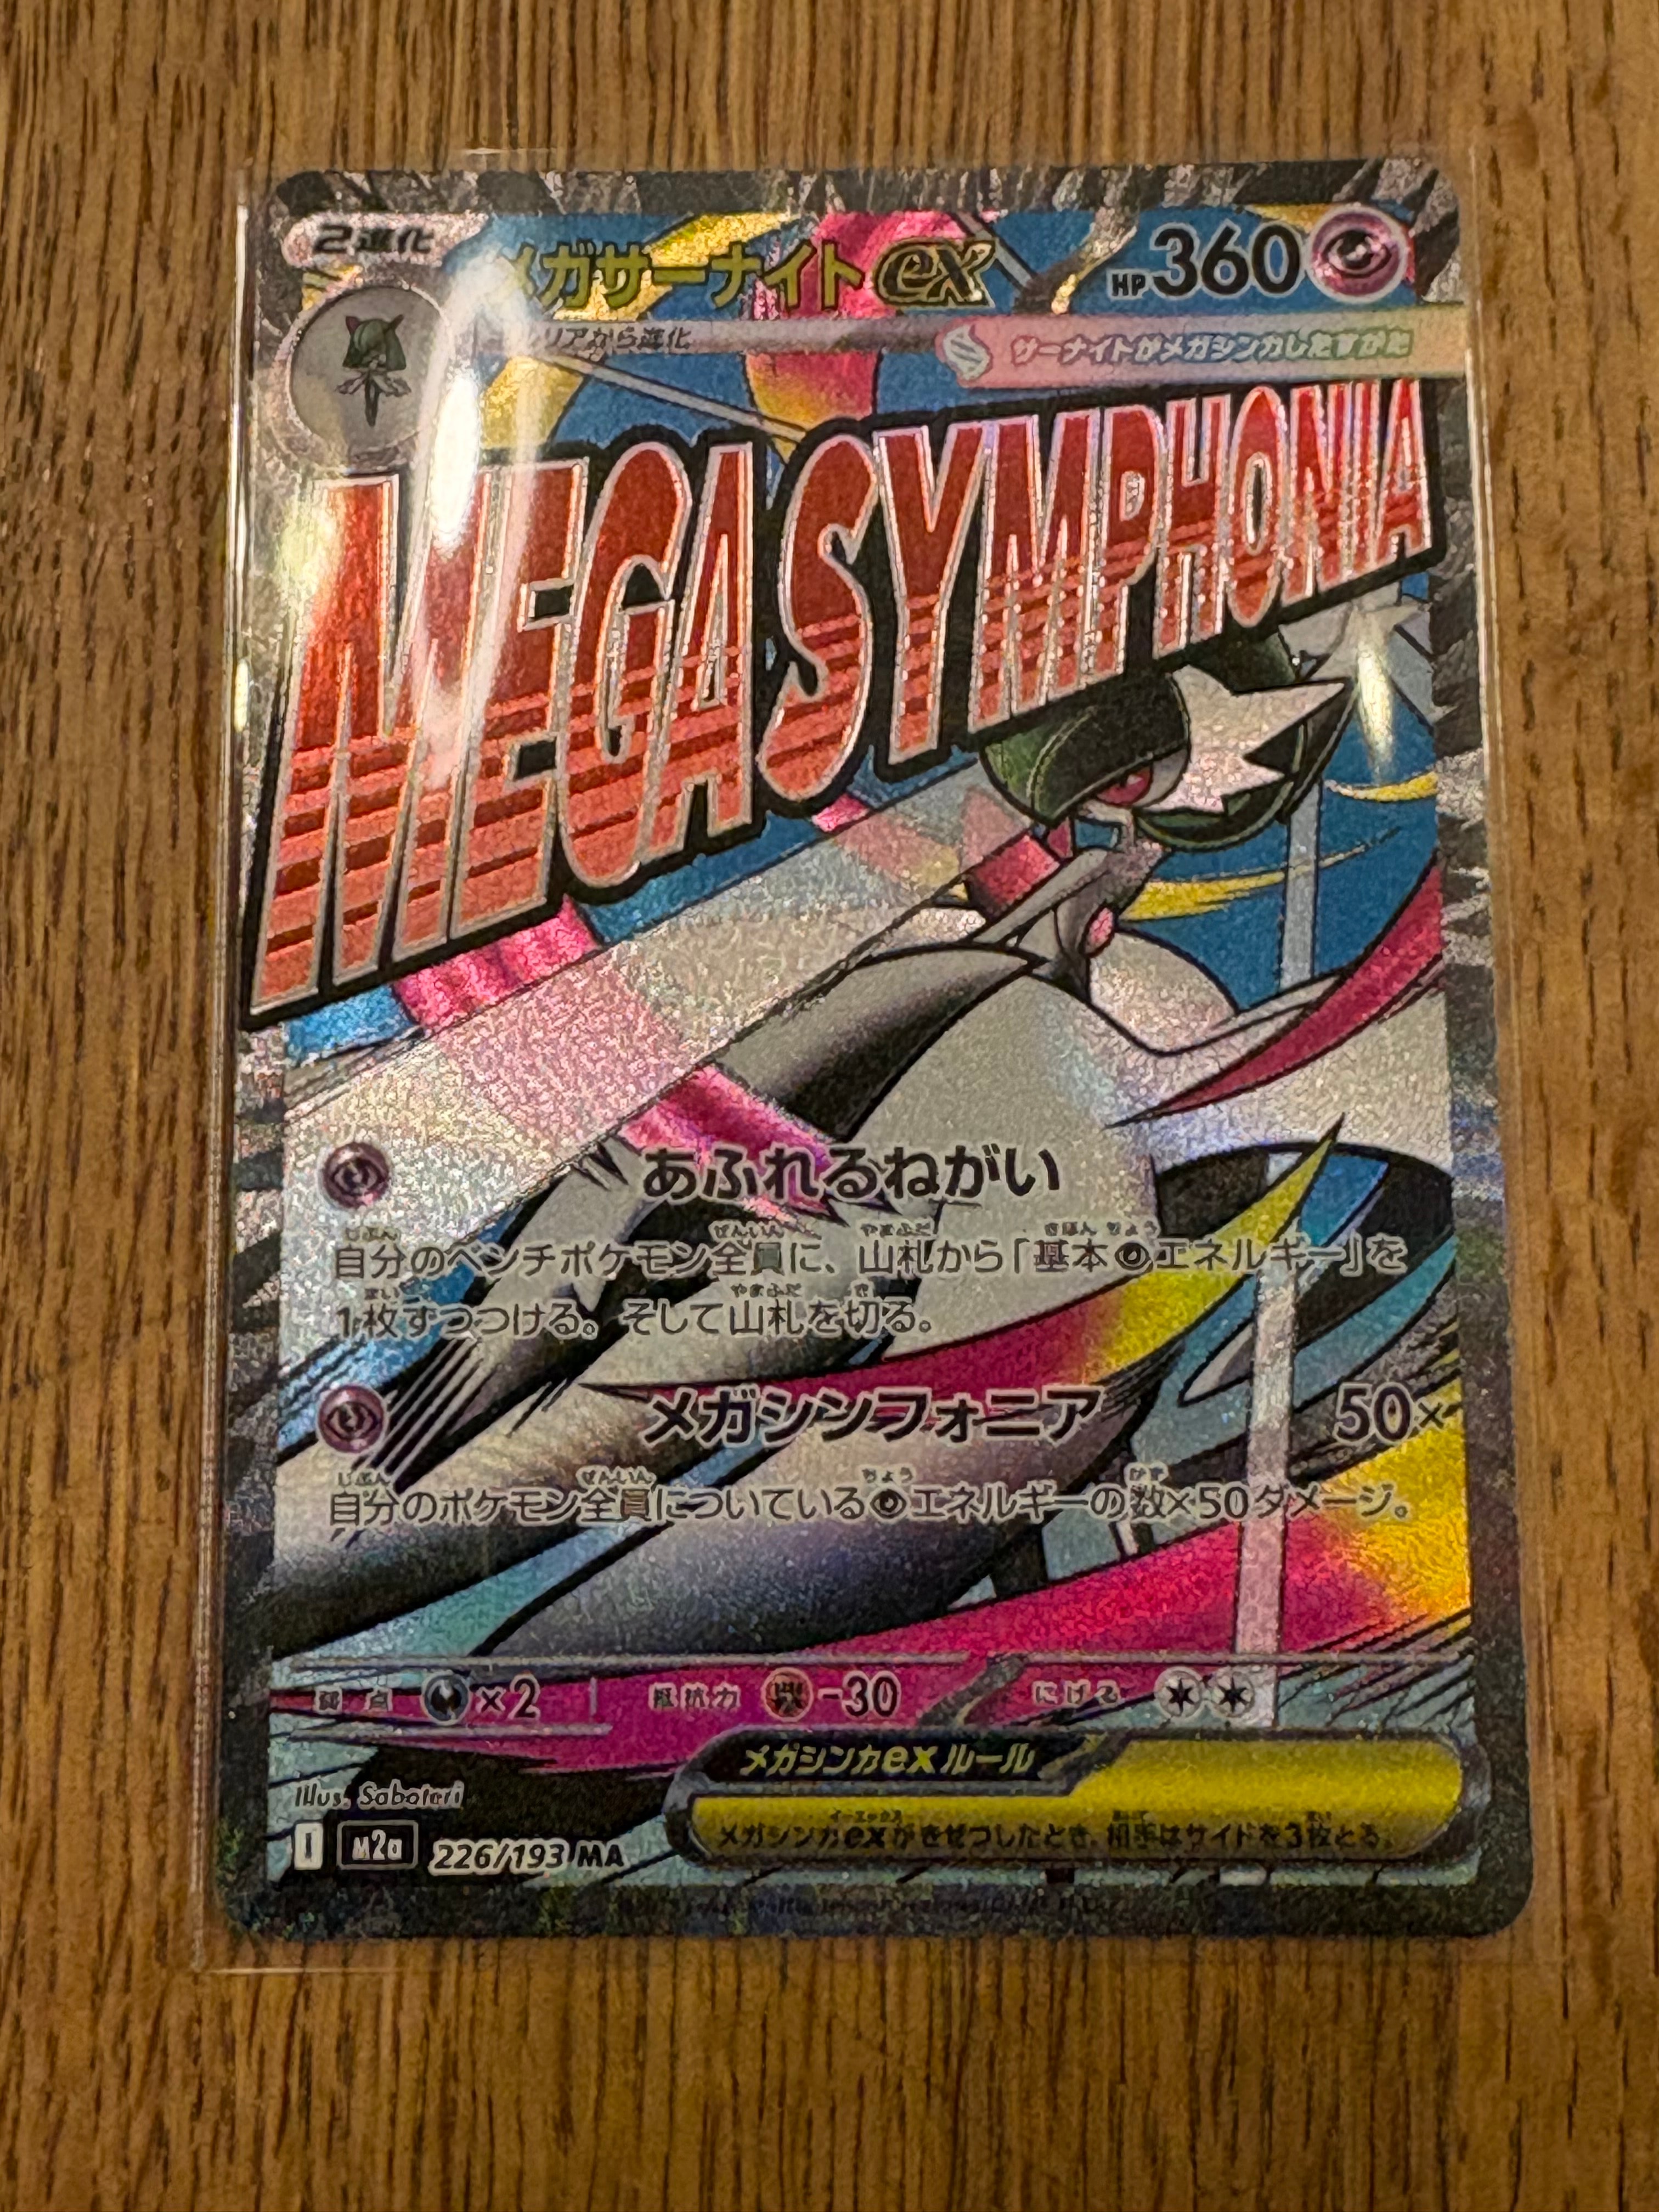 2進化
メガサーナイトex
HP360
リアから進化
サーナイトがメガシンカしたすがた
MEGA SYMPHONIA
あふれるねがい
自分のベンチポケモン全員に、山札から「基本エネルギー」を
1枚ずつつける。そして山札を切る。
メガシンフォニア 50×
自分のポケモン全員についているエネルギーの数×50ダメージ。
弱点 ×2 抵抗力 -30 にげる
メガシンカexルール
メガシンカexがきぜつしたとき、相手はサイドを3枚とる。
Illus. Saboteri
I M2a 226/193 MA